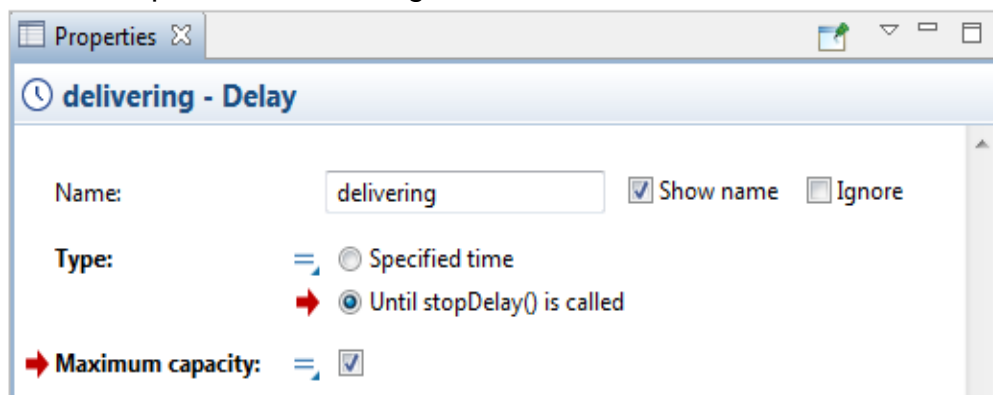 Properties
delivering - Delay
Name: delivering Show name Ignore
Type: Specified time
Until stopDelay() is called
Maximum capacity: